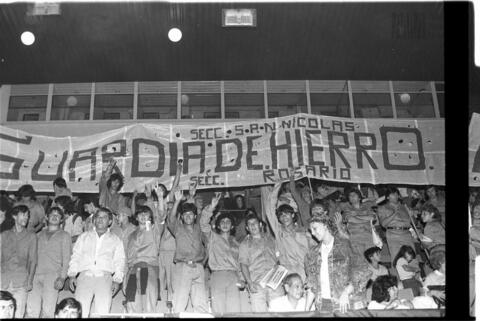 SECC. S.A.N. NICOLAS.
GUARDIA DE HIERRO
SECC. ROSARIO